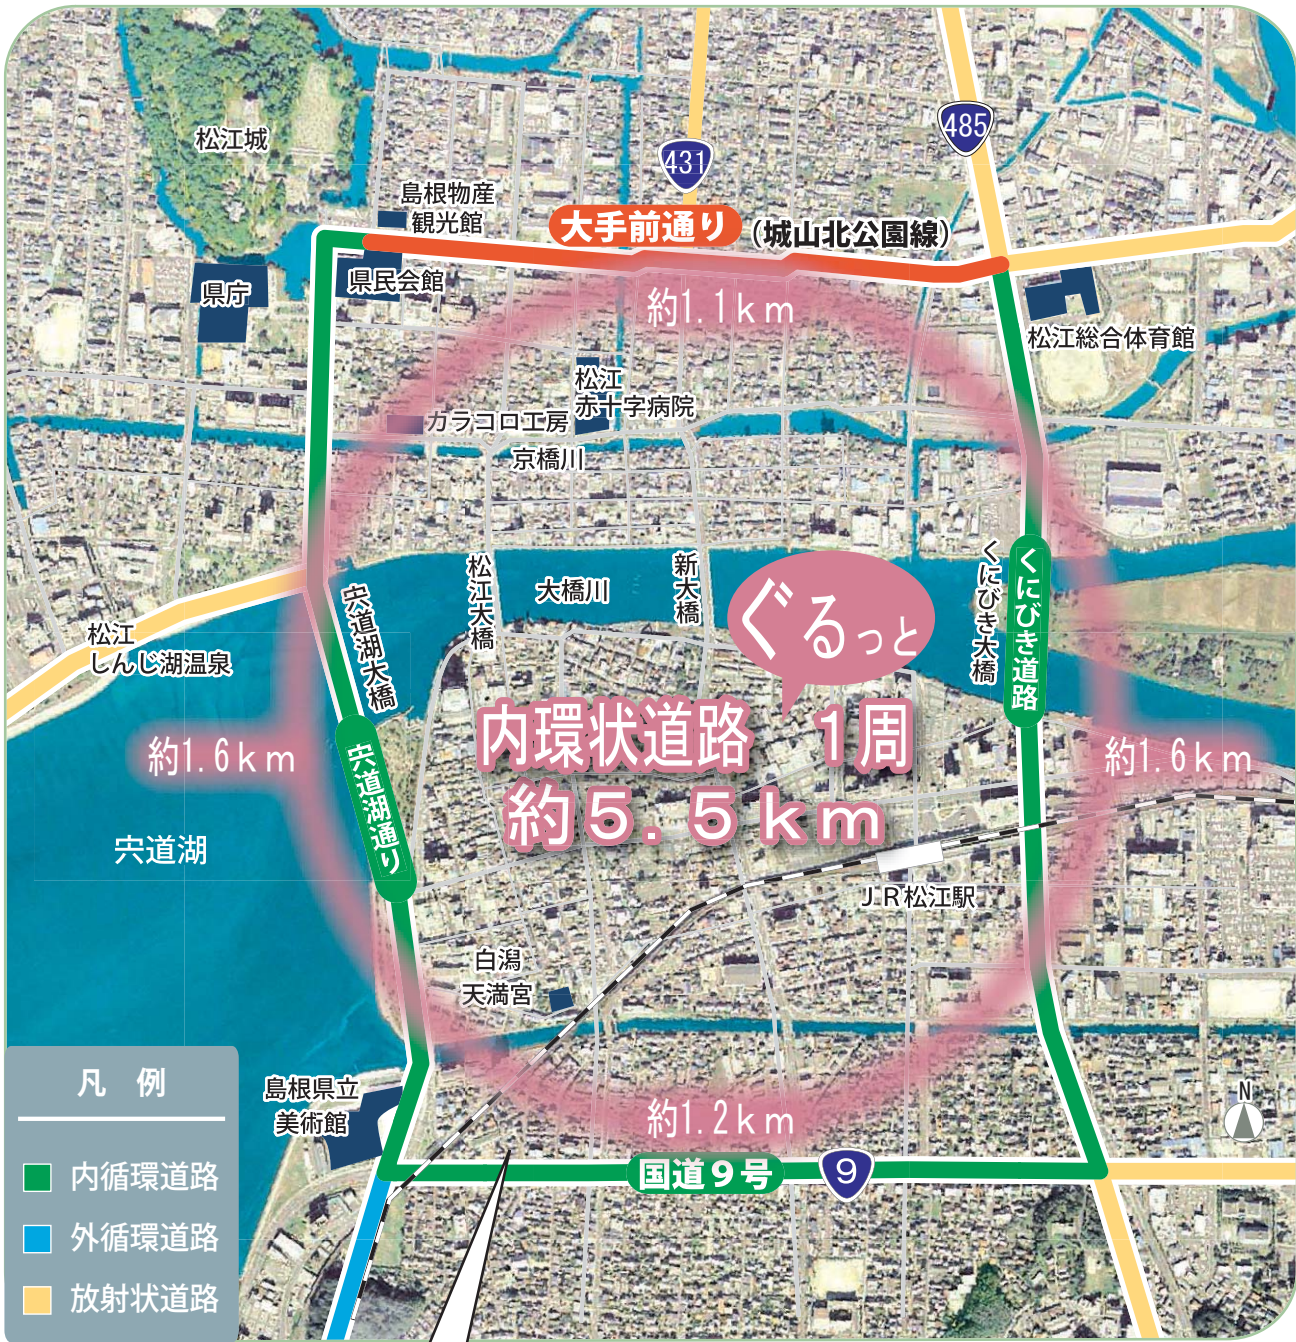 松江城
485
431
島根物産
観光館
大手前通り
(城山北公園線)
県庁
県民会館
約1.1km
松江総合体育館
松江
赤十字病院
カラコロ工房
京橋川
松江大橋
大橋川
新大橋
くにびき大橋
くにびき道路
ぐるっと
宍道湖大橋
松江
しんじ湖温泉
内環状道路 1周
約5.5km
約1.6km
約1.6km
宍道湖通り
宍道湖
JR松江駅
白潟
天満宮
凡 例
内循環道路
外循環道路
放射状道路
島根県立
美術館
約1.2km
N
国道9号
9